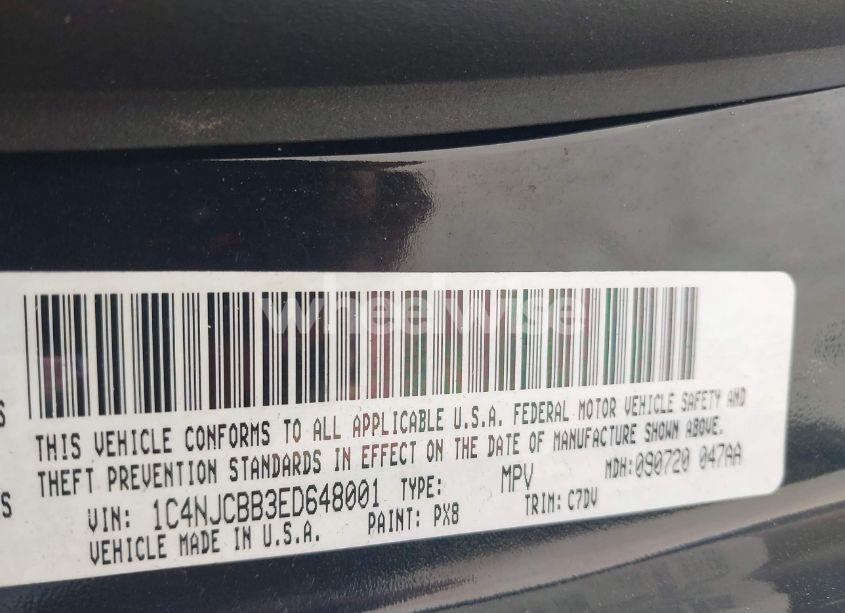 wheelwise
THIS VEHICLE CONFORMS TO ALL APPLICABLE U.S.A. FEDERAL MOTOR VEHICLE SAFETY AND
THEFT PREVENTION STANDARDS IN EFFECT ON THE DATE OF MANUFACTURE SHOWN ABOVE.
VIN: 1C4NJCBB3ED648001 TYPE: MPV MDH:090720 047AA
VEHICLE MADE IN U.S.A. PAINT: PX8 TRIM: C7DV
S
S